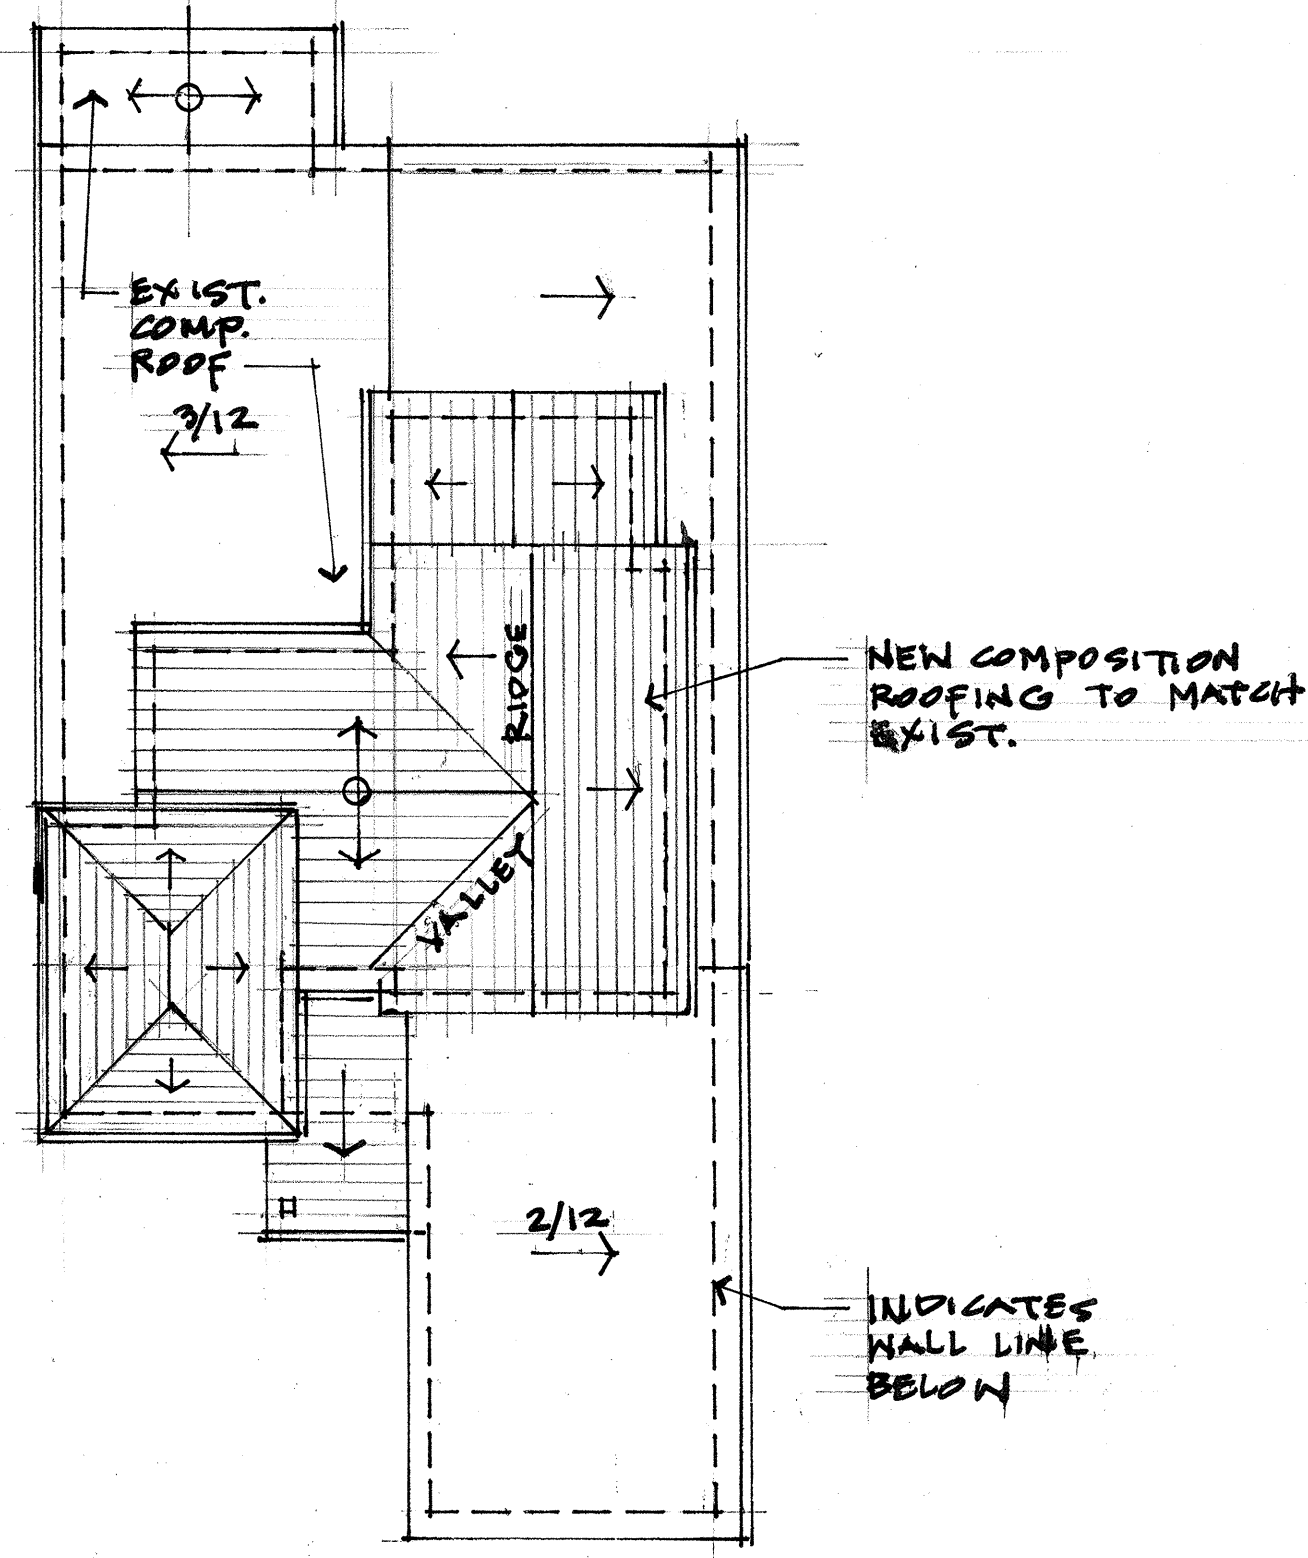 EXIST.
COMP.
ROOF
3/12
RIDGE
NEW COMPOSITION
ROOFING TO MATCH
EXIST.
VALLEY
2/12
INDICATES
WALL LINE
BELOW